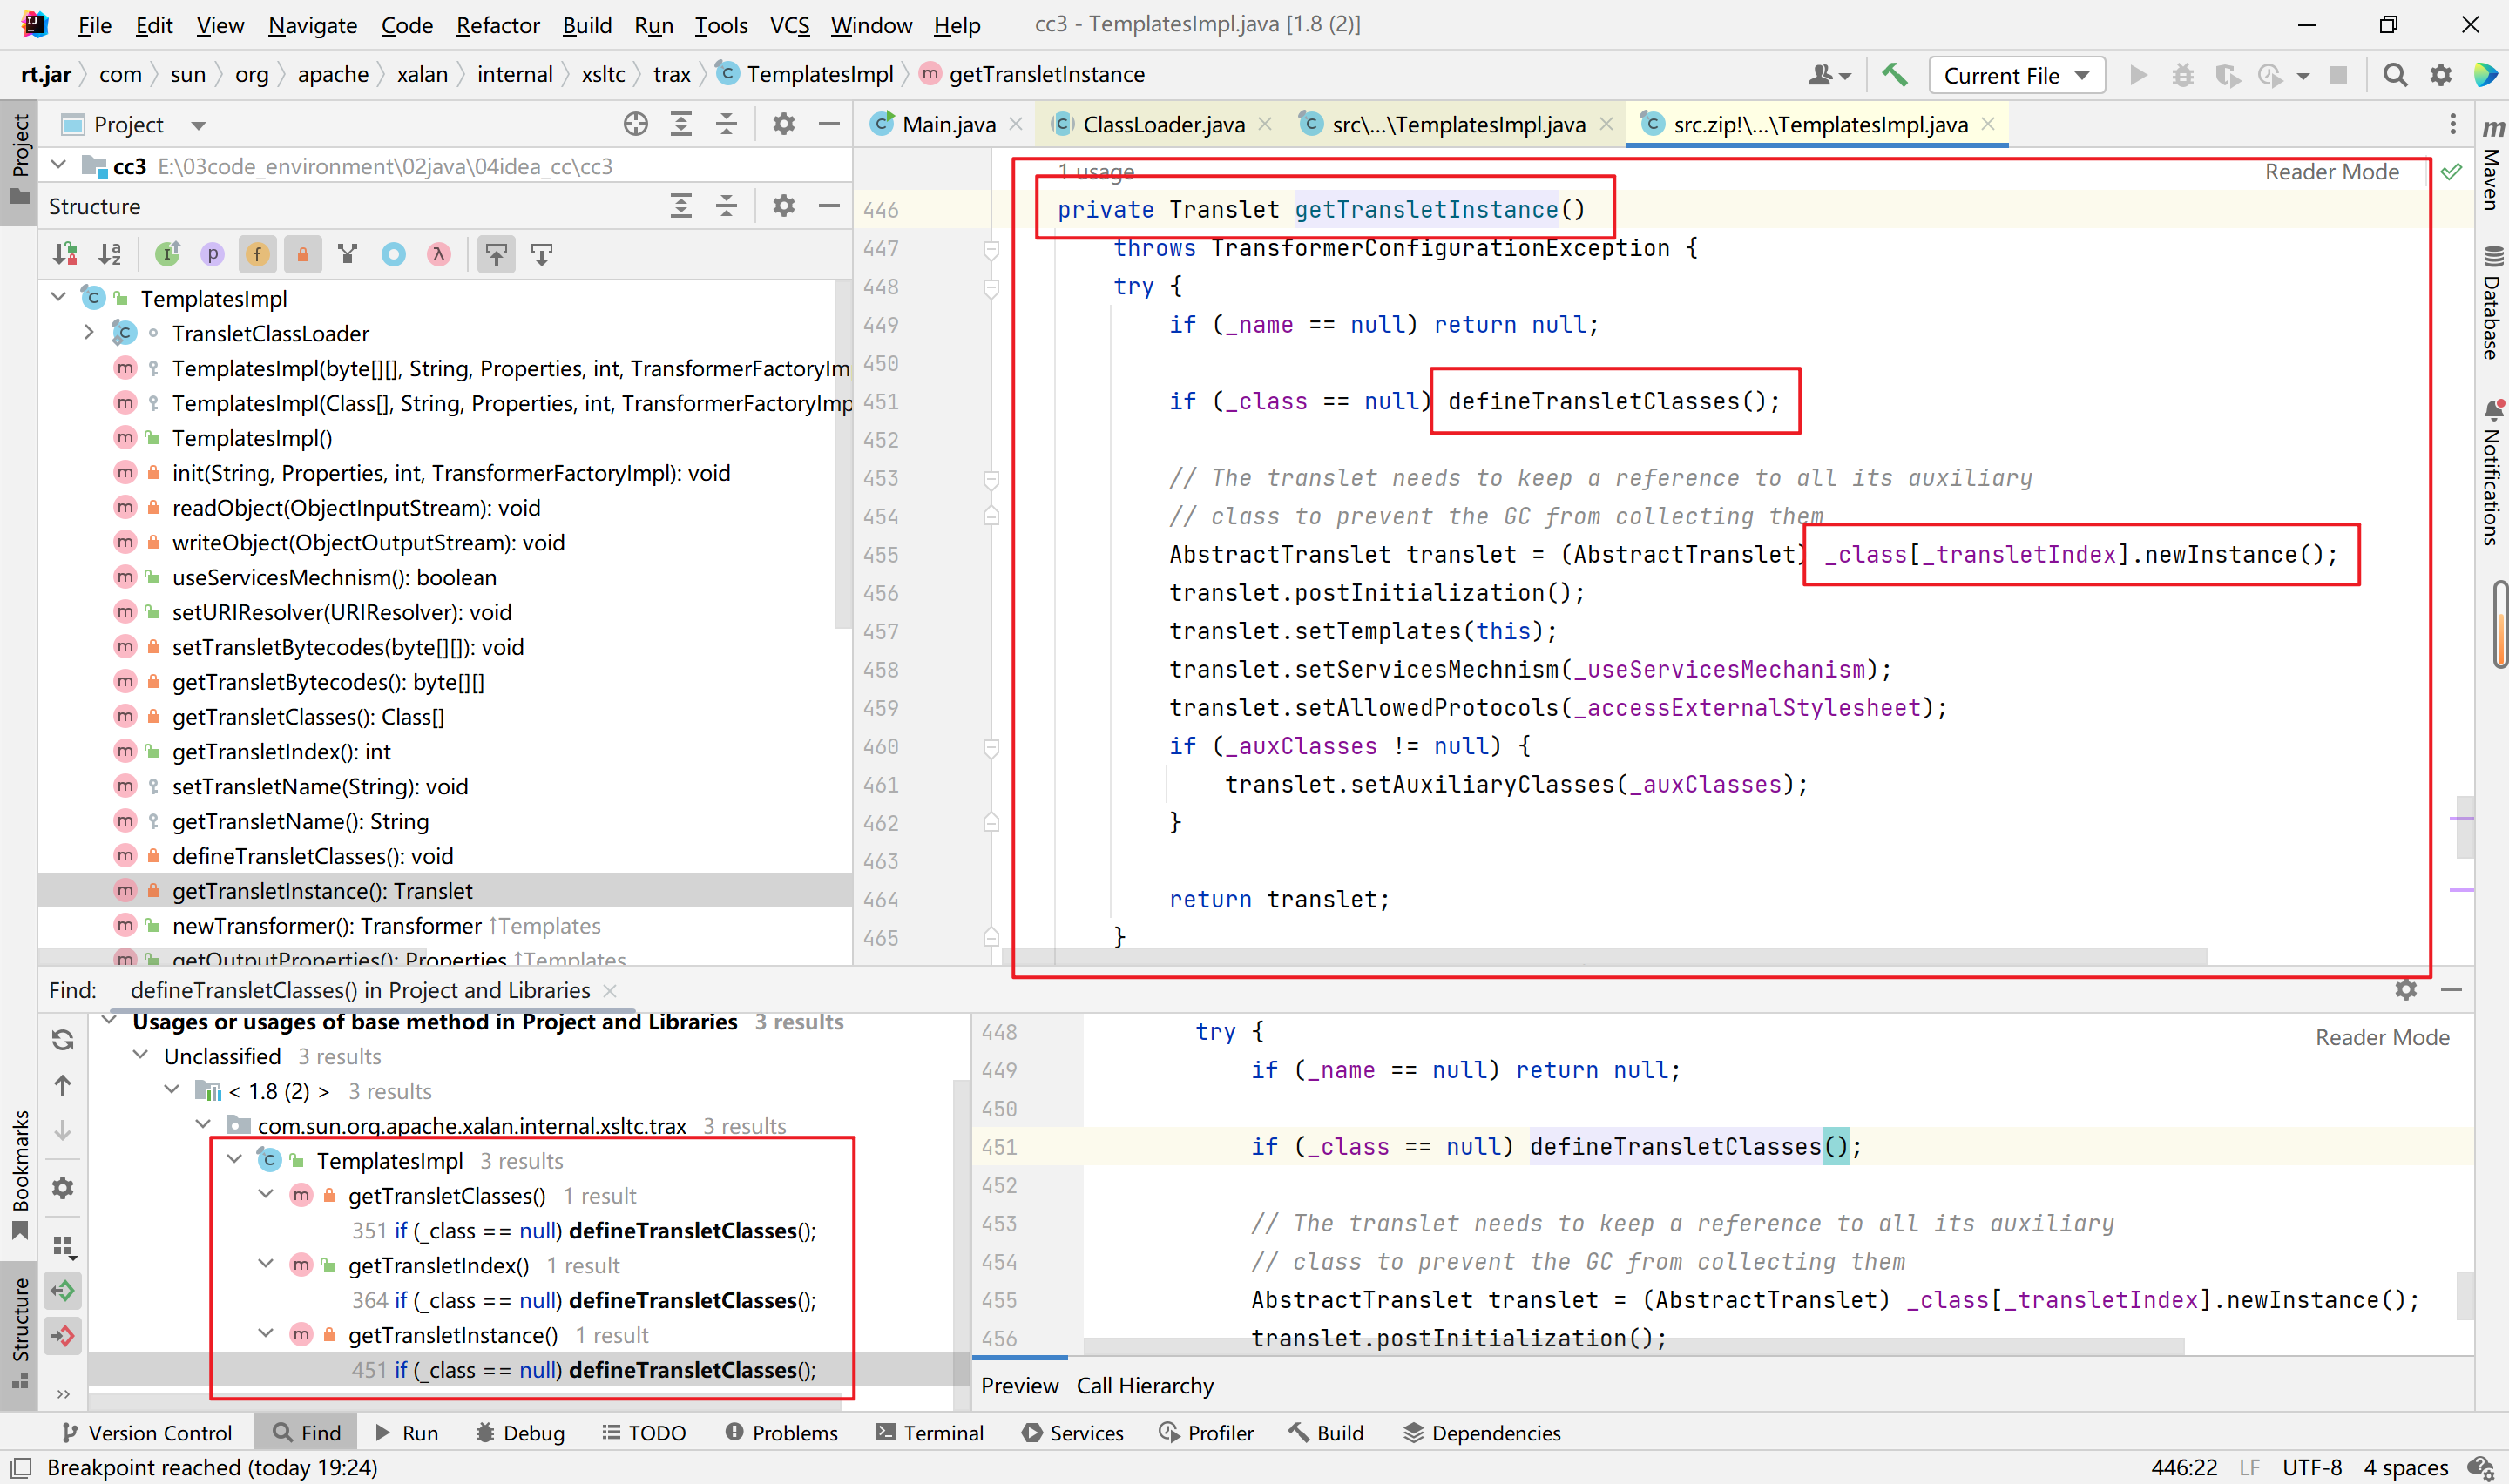 File Edit View Navigate Code Refactor Build Run Tools VCS Window Help cc3 - TemplatesImpl.java [1.8 (2)]
rt.jar com sun org apache xalan internal xsltc trax TemplatesImpl getTransletInstance Current File
Project
Project
cc3 E:\03code_environment\02java\04idea_cc\cc3
Structure
TemplatesImpl
TransletClassLoader
TemplatesImpl(byte[][], String, Properties, int, TransformerFactoryIm
TemplatesImpl(Class[], String, Properties, int, TransformerFactoryImp
TemplatesImpl()
init(String, Properties, int, TransformerFactoryImpl): void
readObject(ObjectInputStream): void
writeObject(ObjectOutputStream): void
useServicesMechnism(): boolean
setURIResolver(URIResolver): void
setTransletBytecodes(byte[][]): void
getTransletBytecodes(): byte[][]
getTransletClasses(): Class[]
getTransletIndex(): int
setTransletName(String): void
getTransletName(): String
defineTransletClasses(): void
getTransletInstance(): Translet
newTransformer(): Transformer ↑Templates
getOutputProperties(): Properties ↑Templates
Main.java ClassLoader.java src\...\TemplatesImpl.java src.zip!\...\TemplatesImpl.java
1 usage Reader Mode
446 private Translet getTransletInstance()
447 throws TransformerConfigurationException {
448 try {
449 if (_name == null) return null;
450
451 if (_class == null) defineTransletClasses();
452
453 // The translet needs to keep a reference to all its auxiliary
454 // class to prevent the GC from collecting them
455 AbstractTranslet translet = (AbstractTranslet) _class[_transletIndex].newInstance();
456 translet.postInitialization();
457 translet.setTemplates(this);
458 translet.setServicesMechnism(_useServicesMechanism);
459 translet.setAllowedProtocols(_accessExternalStylesheet);
460 if (_auxClasses != null) {
461 translet.setAuxiliaryClasses(_auxClasses);
462 }
463
464 return translet;
465 }
Maven
Database
Notifications
Find: defineTransletClasses() in Project and Libraries
Usages or usages of base method in Project and Libraries 3 results
Unclassified 3 results
< 1.8 (2) > 3 results
com.sun.org.apache.xalan.internal.xsltc.trax 3 results
TemplatesImpl 3 results
getTransletClasses() 1 result
351 if (_class == null) defineTransletClasses();
getTransletIndex() 1 result
364 if (_class == null) defineTransletClasses();
getTransletInstance() 1 result
451 if (_class == null) defineTransletClasses();
Bookmarks
Structure
448 try {
Reader Mode
449 if (_name == null) return null;
450
451 if (_class == null) defineTransletClasses();
452
453 // The translet needs to keep a reference to all its auxiliary
454 // class to prevent the GC from collecting them
455 AbstractTranslet translet = (AbstractTranslet) _class[_transletIndex].newInstance();
456 translet.postInitialization();
Preview Call Hierarchy
Version Control Find Run Debug TODO Problems Terminal Services Profiler Build Dependencies
Breakpoint reached (today 19:24) 446:22 LF UTF-8 4 spaces